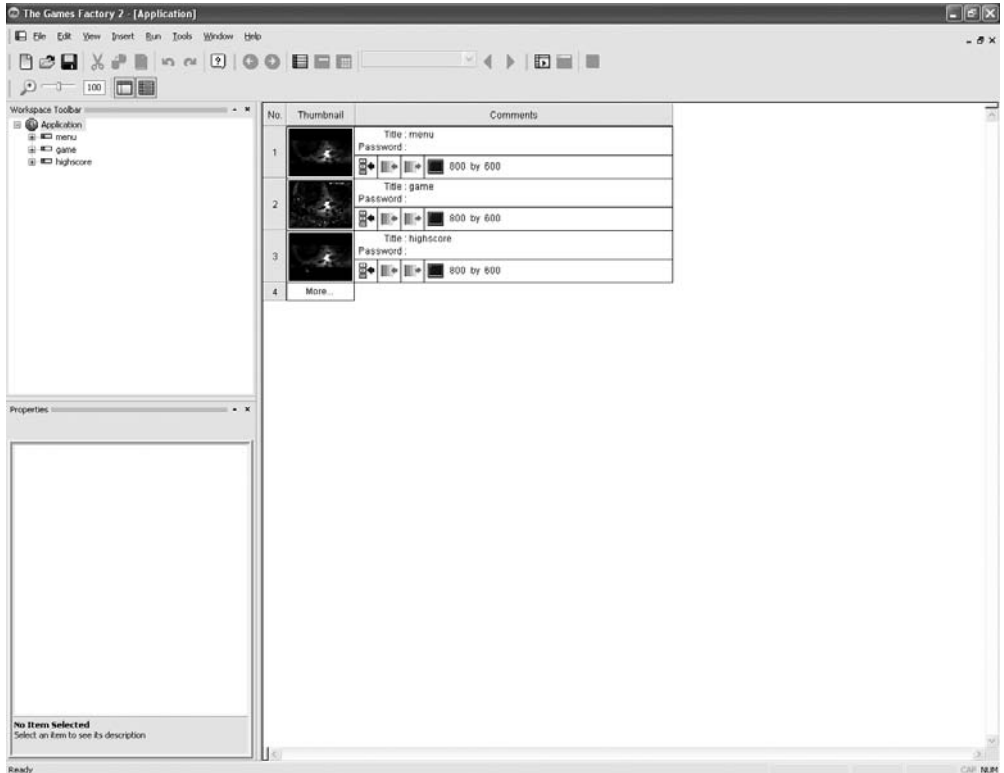 The Games Factory 2 - [Application]
File Edit View Insert Run Tools Window Help
100
Workspace Toolbar
Application
menu
game
highscore
No. Thumbnail Comments
1
Title : menu
Password :
800 by 600
2
Title : game
Password :
800 by 600
3
Title : highscore
Password :
800 by 600
4 More...
Properties
No Item Selected
Select an item to see its description
Ready
CAP NUM